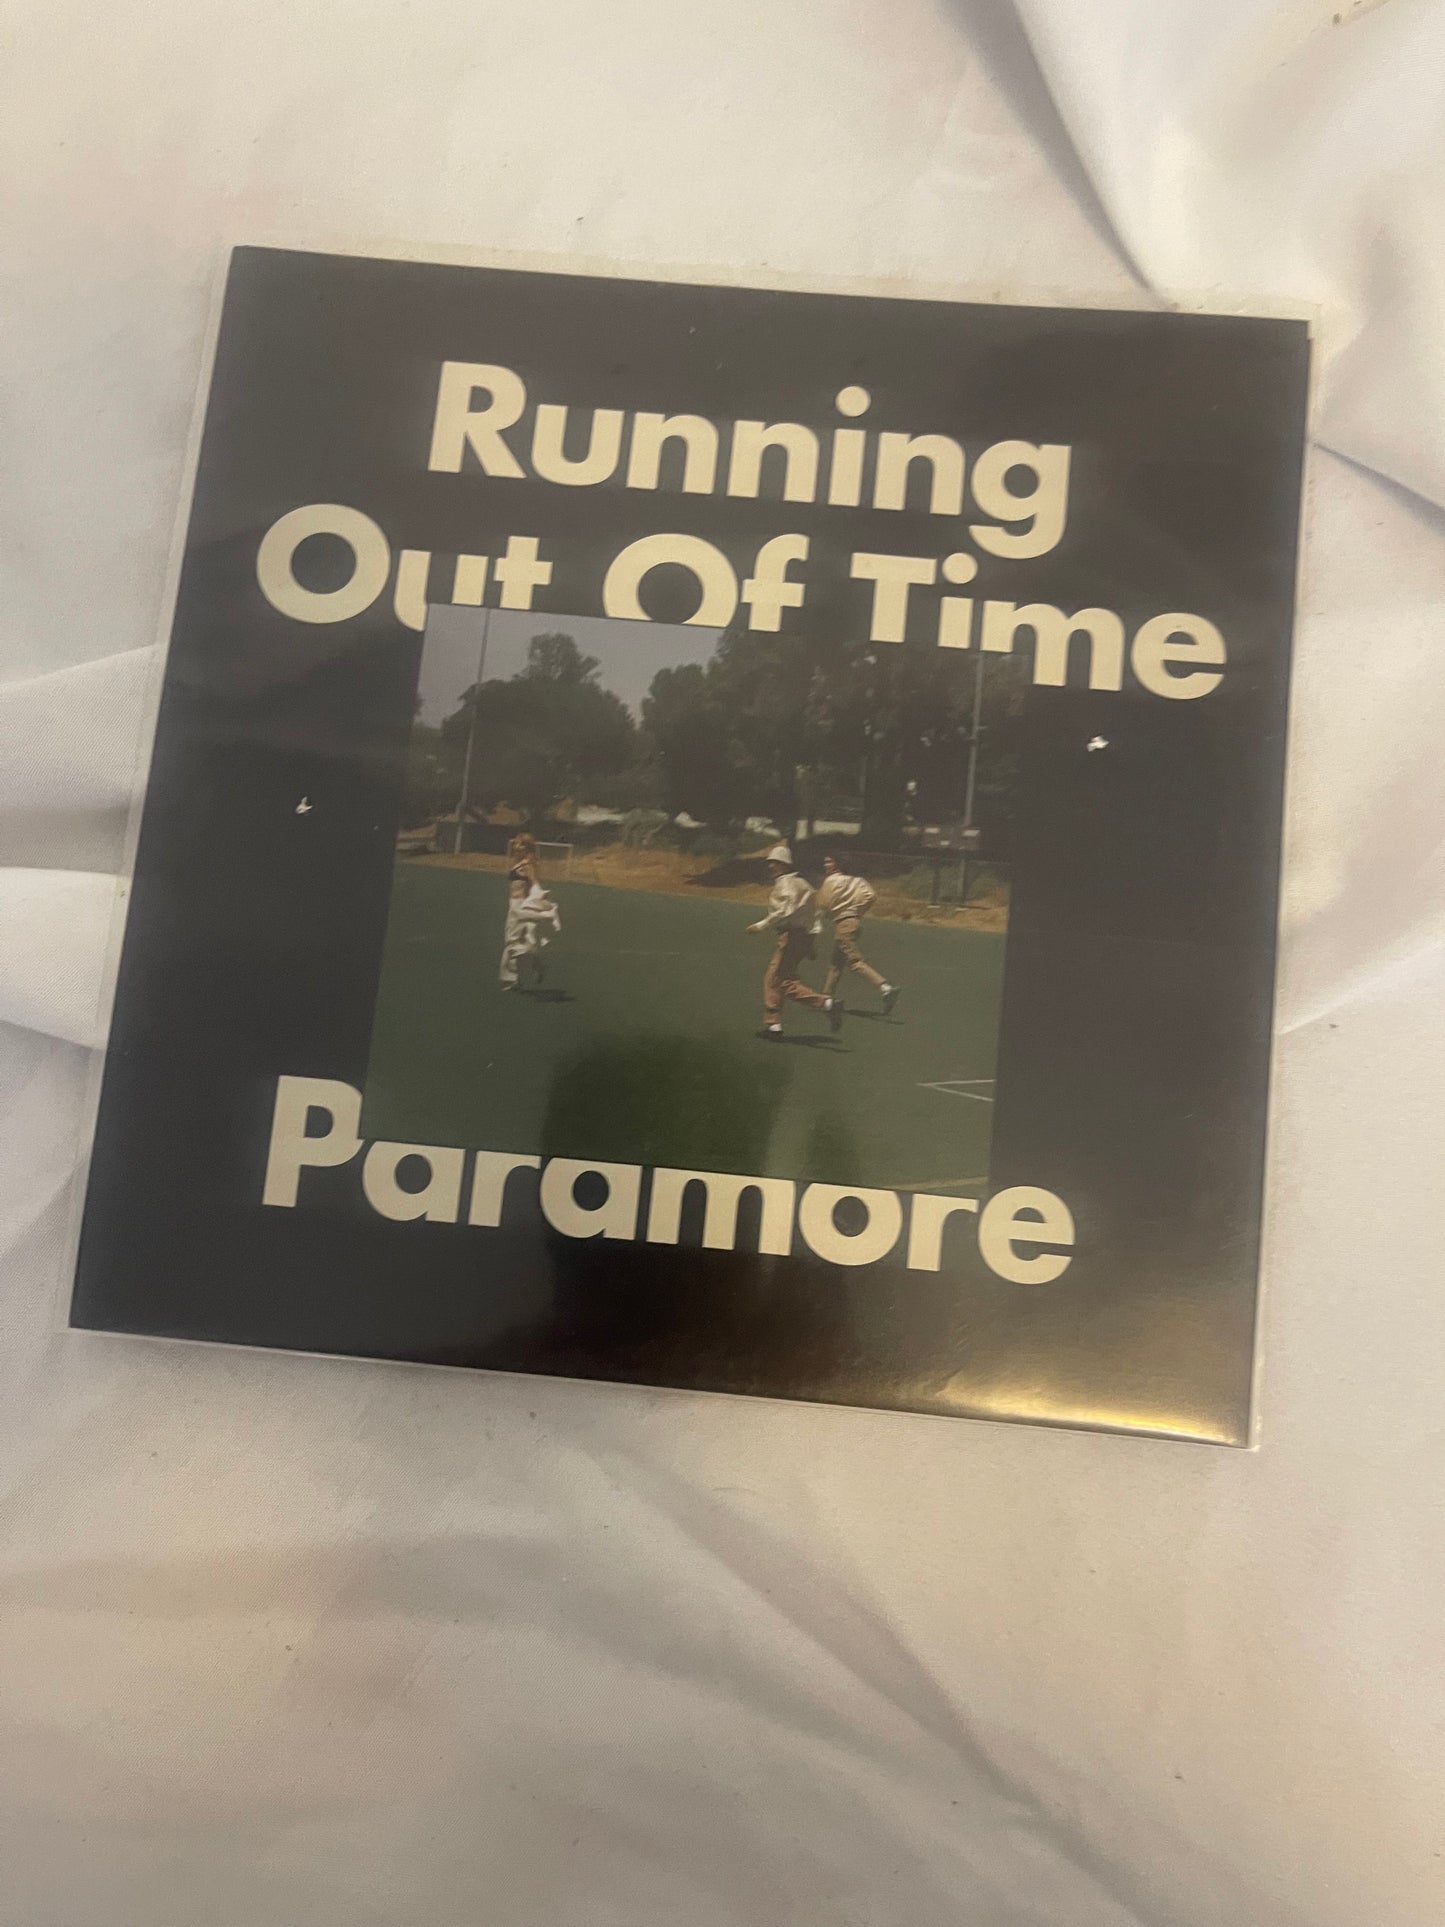 Running
Out Of Time
Paramore